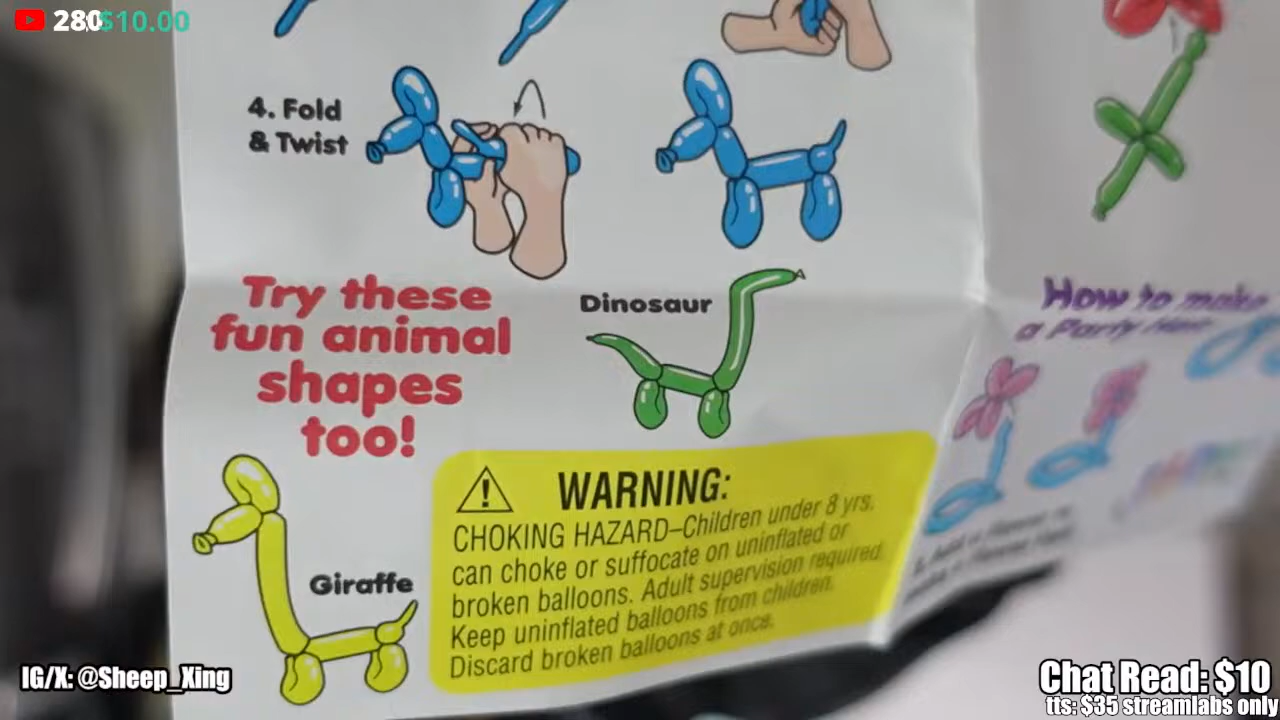 280
$10.00
4. Fold
& Twist
Try these
fun animal
shapes
too!
Dinosaur
Giraffe
WARNING:
CHOKING HAZARD–Children under 8 yrs.
can choke or suffocate on uninflated or
broken balloons. Adult supervision required.
Keep uninflated balloons from children.
Discard broken balloons at once.
How to make
a Party
IG/X: @Sheep_Xing
Chat Read: $10
tts: $35 streamlabs only